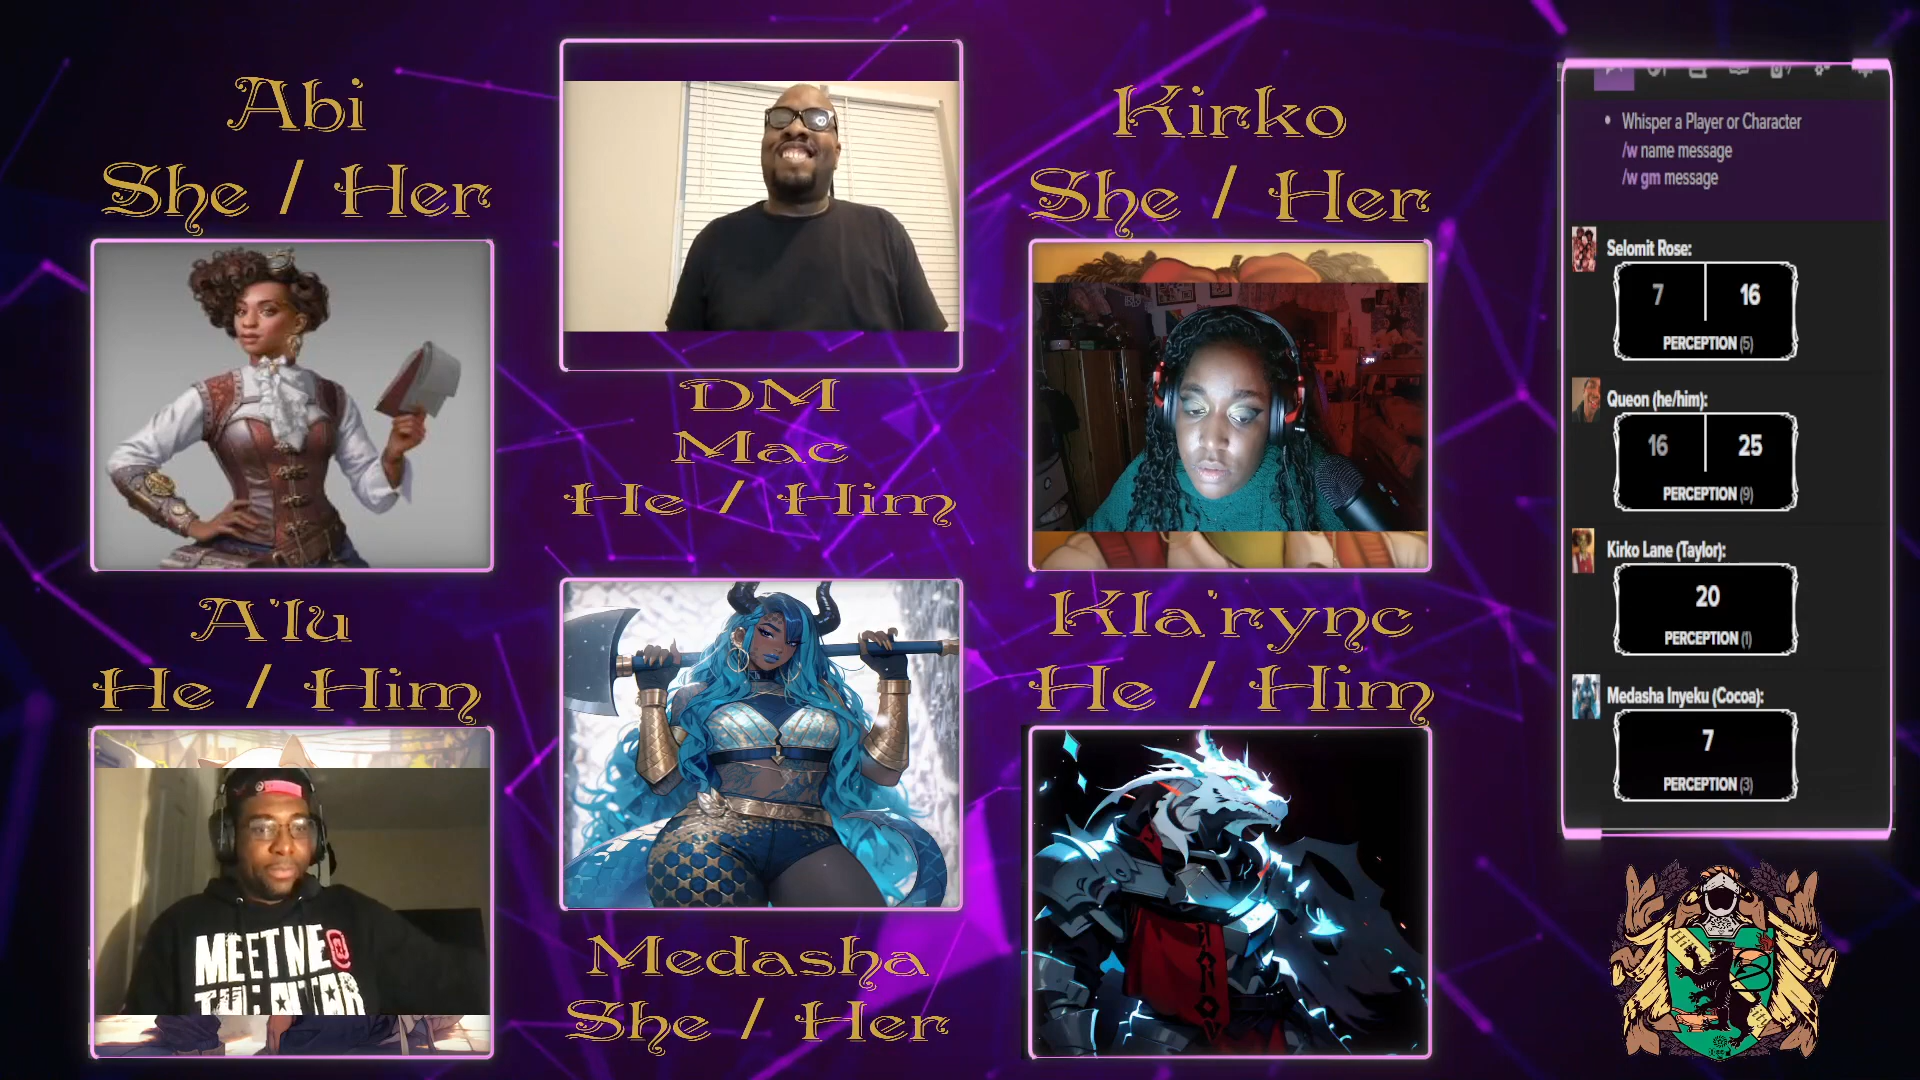 Abi
She / Her
DM
Mac
He / Him
Kirko
She / Her
A'lu
He / Him
MEETNEO
Medasha
She / Her
Kla'rync
He / Him
Whisper a Player or Character
/w name message
/w gm message
Selomit Rose:
7 16
PERCEPTION (5)
Queon (he/him):
16 25
PERCEPTION (9)
Kirko Lane (Taylor):
20
PERCEPTION (1)
Medasha Inyeku (Cocoa):
7
PERCEPTION (3)